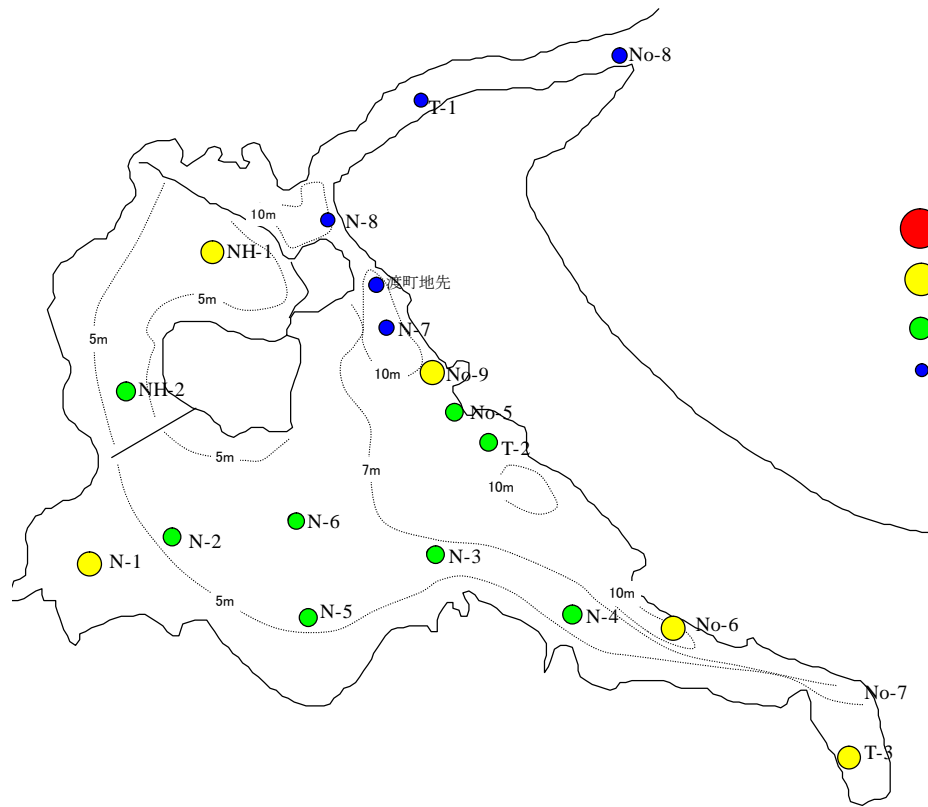 No-8
T-1
10m
N-8
NH-1
渡町地先
5m
N-7
5m
10m
No-9
NH-2
No-5
T-2
5m
7m
10m
N-6
N-2
N-3
N-1
10m
5m
N-5
N-4
No-6
No-7
T-3